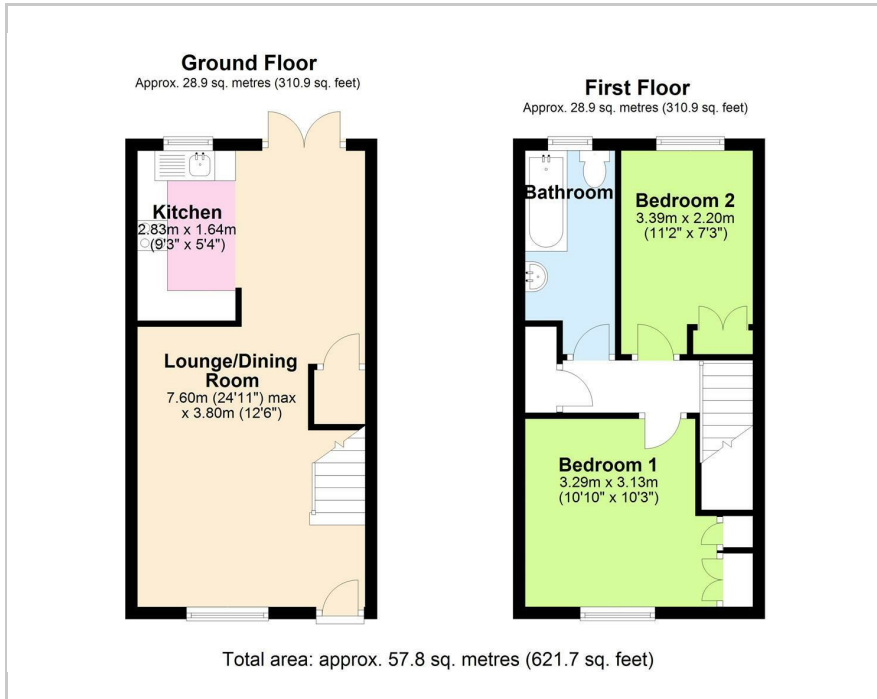 Ground Floor
Approx. 28.9 sq. metres (310.9 sq. feet)
Kitchen
2.83m x 1.64m
(9'3" x 5'4")
Lounge/Dining
Room
7.60m (24'11") max
x 3.80m (12'6")
First Floor
Approx. 28.9 sq. metres (310.9 sq. feet)
Bathroom
Bedroom 2
3.39m x 2.20m
(11'2" x 7'3")
Bedroom 1
3.29m x 3.13m
(10'10" x 10'3")
Total area: approx. 57.8 sq. metres (621.7 sq. feet)